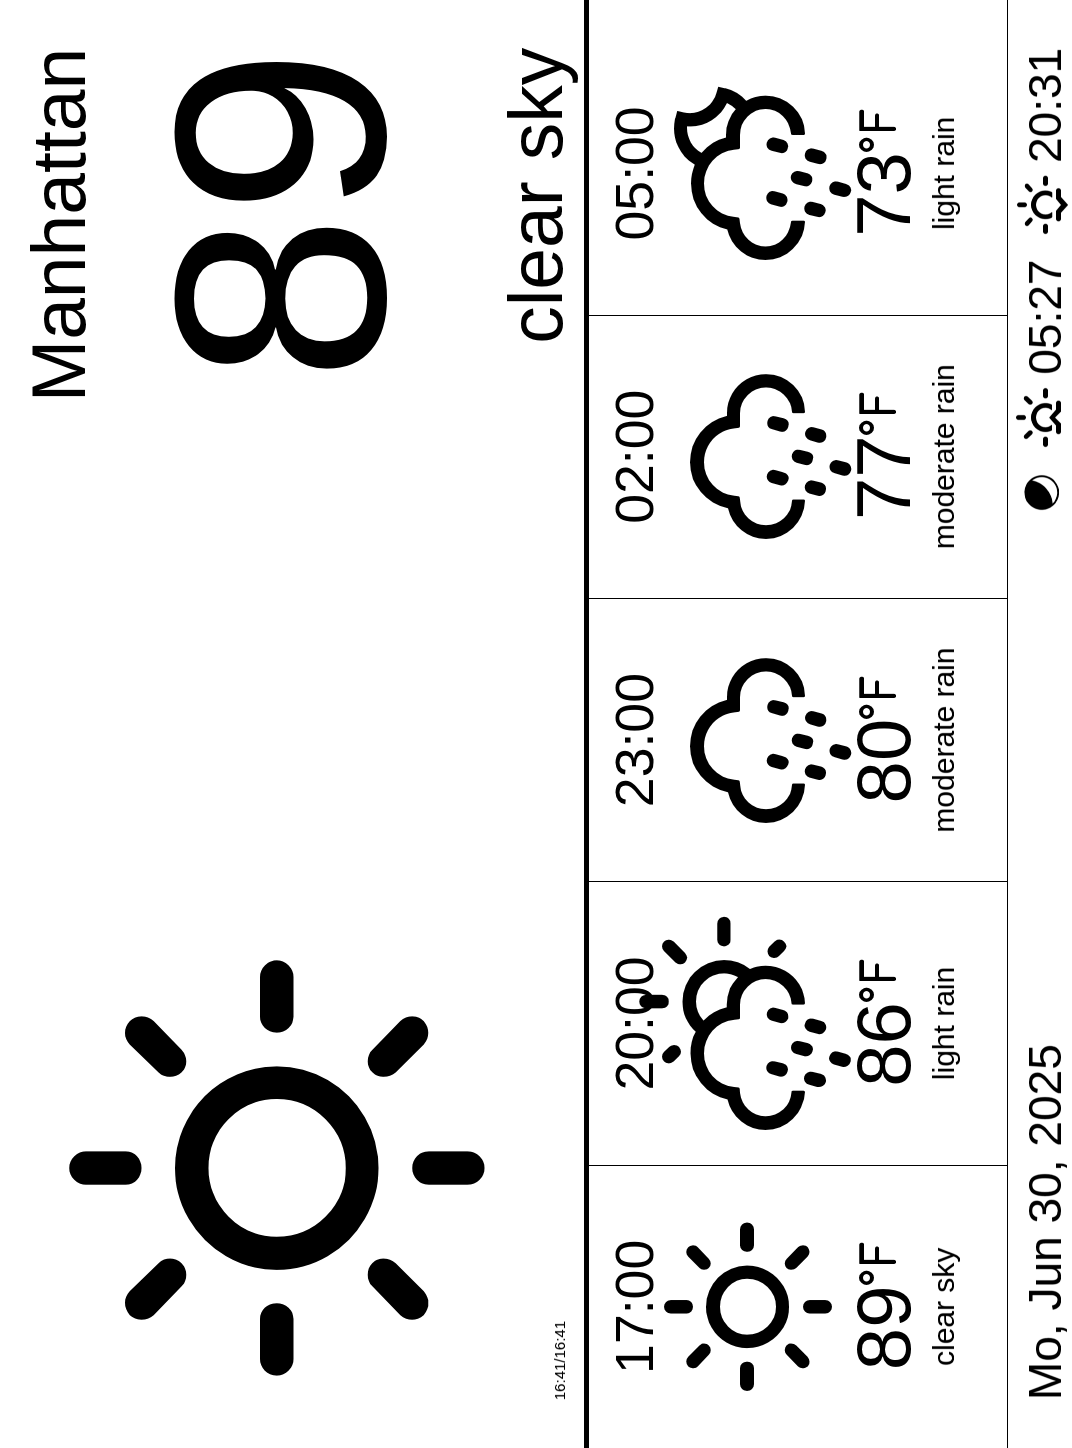 Manhattan
89
clear sky
16:41/16:41
17:00
89°F
clear sky
20:00
86°F
light rain
23:00
80°F
moderate rain
02:00
77°F
moderate rain
05:00
73°F
light rain
Mo, Jun 30, 2025
05:27
20:31